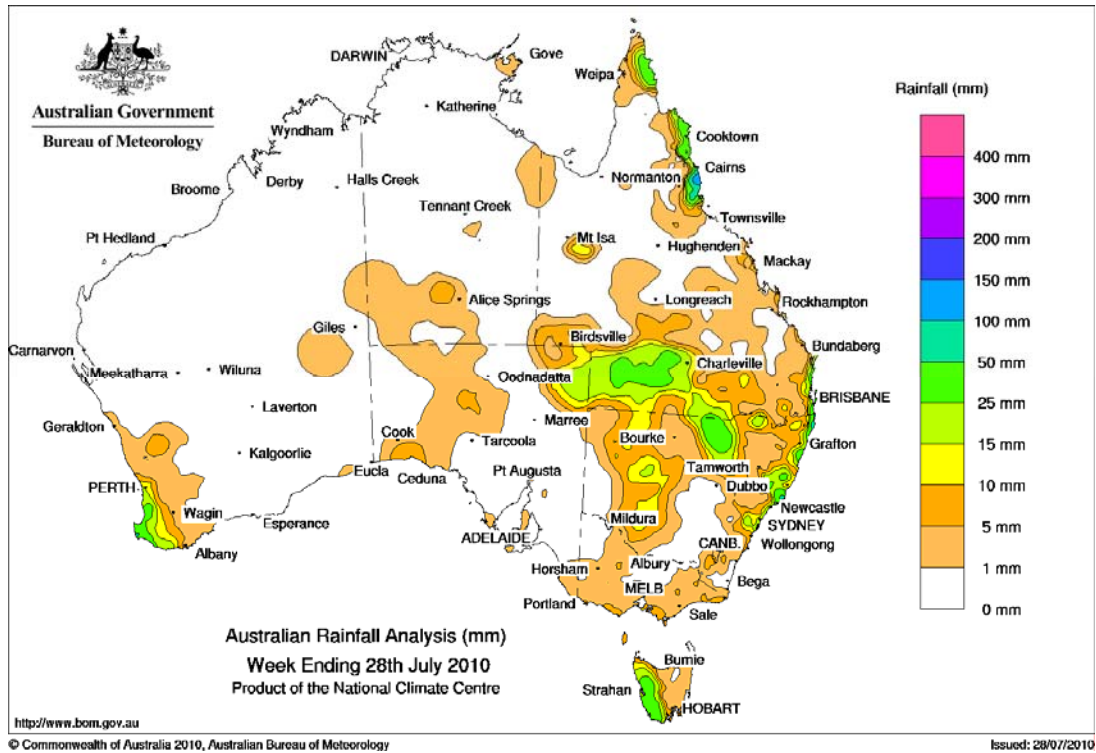 Australian Government
Bureau of Meteorology
DARWIN
Gove
Weipa
Katherine
Wyndham
Cooktown
Cairns
Broome
Derby
Halls Creek
Normanton
Tennant Creek
Townsville
Pt Hedland
Mt Isa
Hughenden
Mackay
Alice Springs
Longreach
Rockhampton
Giles
Birdsville
Carnarvon
Meekatharra
Wiluna
Oodnadatta
Charleville
Bundaberg
BRISBANE
Laverton
Marree
Geraldton
Cook
Tarcoola
Bourke
Grafton
Kalgoorlie
Eucla
Ceduna
Pt Augusta
Tamworth
Dubbo
PERTH
Wagin
Esperance
Mildura
Newcastle
SYDNEY
Albany
ADELAIDE
CANB.
Wollongong
Horsham
Albury
MELB
Bega
Portland
Sale
Burnie
Strahan
HOBART
Rainfall (mm)
400 mm
300 mm
200 mm
150 mm
100 mm
50 mm
25 mm
15 mm
10 mm
5 mm
1 mm
0 mm
Australian Rainfall Analysis (mm)
Week Ending 28th July 2010
Product of the National Climate Centre
http://www.bom.gov.au
© Commonwealth of Australia 2010, Australian Bureau of Meteorology
Issued: 28/07/2010